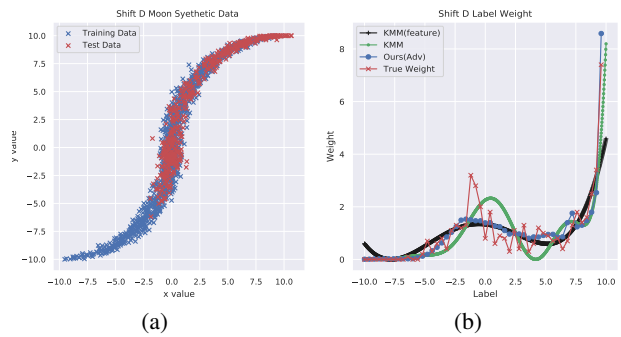 Shift D Moon Syethetic Data
Training Data
Test Data
10.0
7.5
5.0
2.5
0.0
−2.5
−5.0
−7.5
−10.0
y value
−10.0 −7.5 −5.0 −2.5 0.0 2.5 5.0 7.5 10.0
x value
(a)
Shift D Label Weight
KMM(feature)
KMM
Ours(Adv)
True Weight
8
6
4
2
0
Weight
−10.0 −7.5 −5.0 −2.5 0.0 2.5 5.0 7.5 10.0
Label
(b)